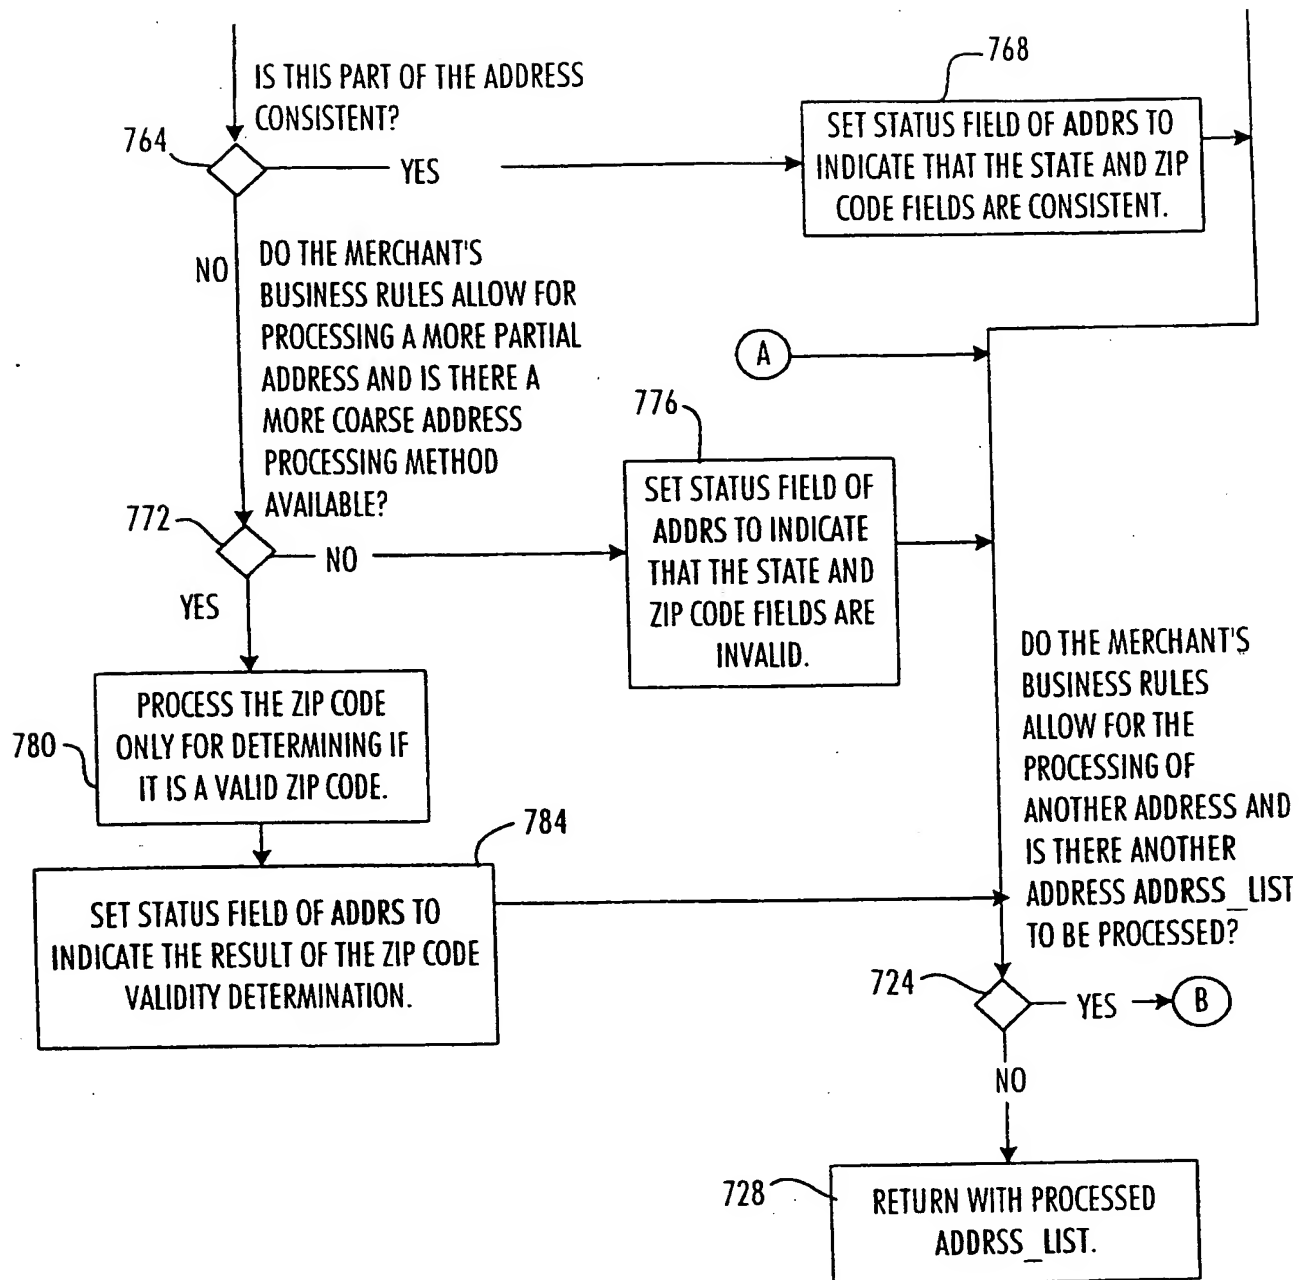 768
IS THIS PART OF THE ADDRESS
CONSISTENT?
764
YES
SET STATUS FIELD OF ADDRS TO
INDICATE THAT THE STATE AND ZIP
CODE FIELDS ARE CONSISTENT.
NO
DO THE MERCHANT'S
BUSINESS RULES ALLOW FOR
PROCESSING A MORE PARTIAL
ADDRESS AND IS THERE A
MORE COARSE ADDRESS
PROCESSING METHOD
AVAILABLE?
A
776
SET STATUS FIELD OF
ADDRS TO INDICATE
THAT THE STATE AND
ZIP CODE FIELDS ARE
INVALID.
772
NO
YES
PROCESS THE ZIP CODE
ONLY FOR DETERMINING IF
IT IS A VALID ZIP CODE.
780
784
SET STATUS FIELD OF ADDRS TO
INDICATE THE RESULT OF THE ZIP CODE
VALIDITY DETERMINATION.
DO THE MERCHANT'S
BUSINESS RULES
ALLOW FOR THE
PROCESSING OF
ANOTHER ADDRESS AND
IS THERE ANOTHER
ADDRESS ADDRSS_LIST
TO BE PROCESSED?
724
YES
B
NO
728
RETURN WITH PROCESSED
ADDRSS_LIST.